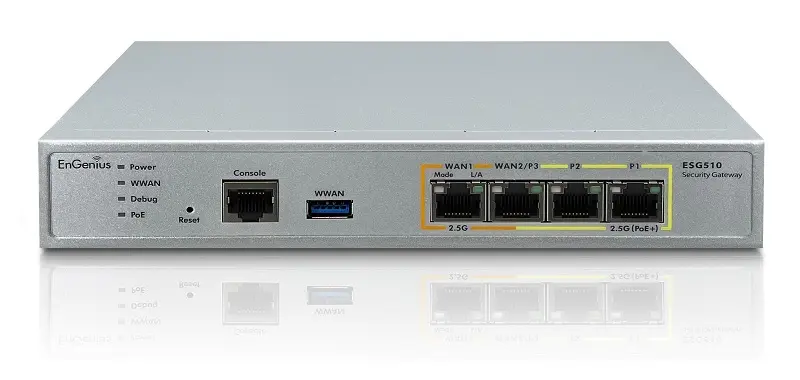 EnGenius
Power
WWAN
Debug
PoE
Reset
Console
WWAN
WAN1 WAN2/P3 P2 P1
Mode L/A
2.5G 2.5G (PoE+)
ESG510
Security Gateway